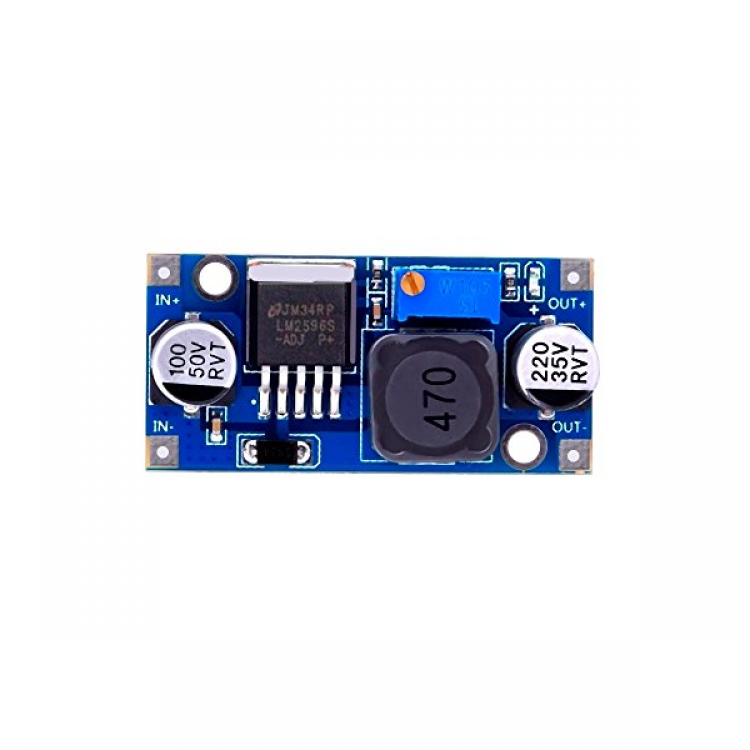 IN+
JM34RP
LM2596S
-ADJ P+
+
OUT+
100
50V
RVT
470
220
35V
RVT
IN-
OUT-